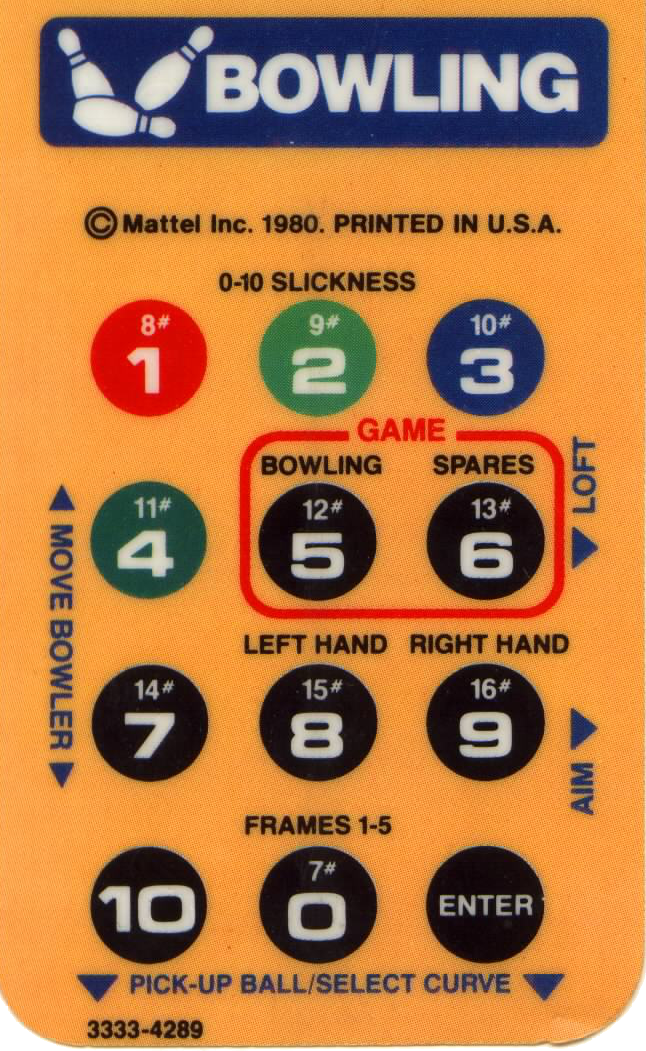 BOWLING
© Mattel Inc. 1980. PRINTED IN U.S.A.
0-10 SLICKNESS
8# 9# 10#
1 2 3
GAME
BOWLING SPARES
LOFT
11# 12# 13#
4 5 6
MOVE BOWLER
LEFT HAND RIGHT HAND
14# 15# 16#
7 8 9
AIM
FRAMES 1-5
7#
10 0 ENTER
PICK-UP BALL/SELECT CURVE
3333-4289